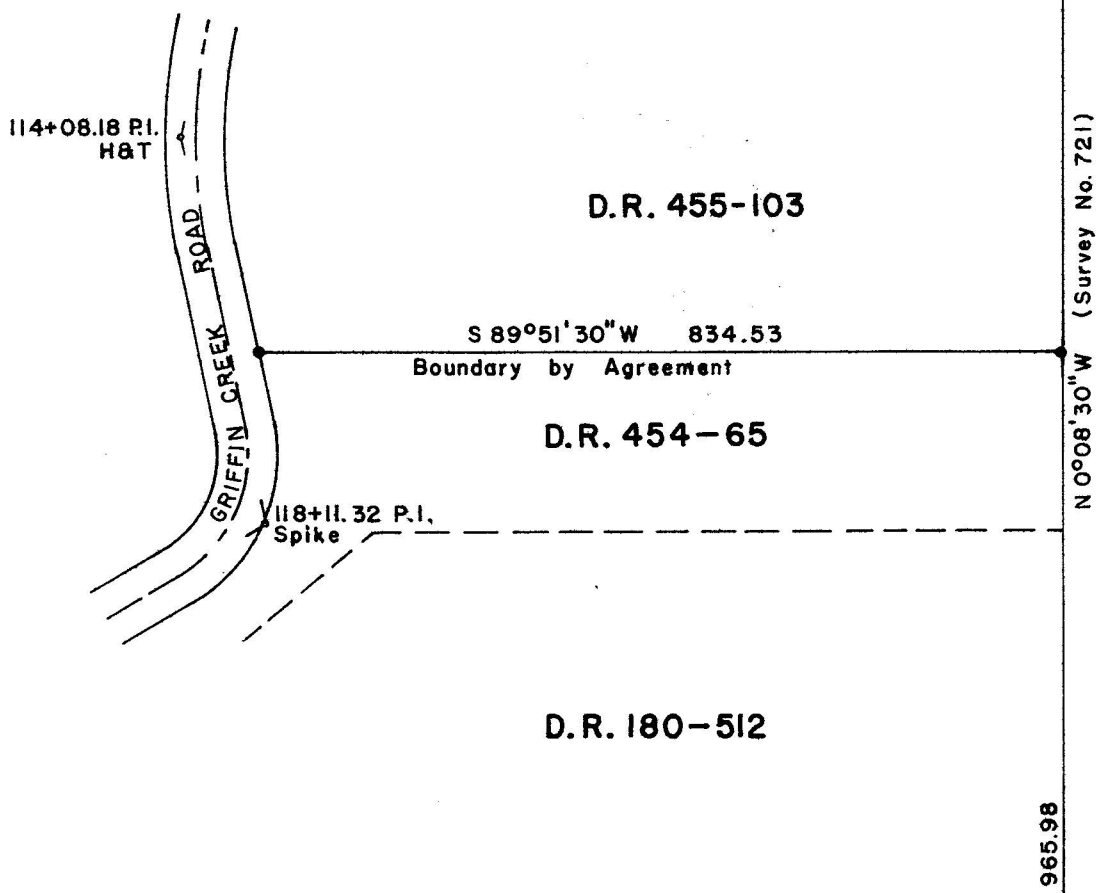 114+08.18 P.I.
H&T
D.R. 455-103
GRIFFIN CREEK ROAD
N 0°08'30"W (Survey No. 721)
S 89°51'30"W 834.53
Boundary by Agreement
D.R. 454-65
118+11.32 P.I.
Spike
D.R. 180-512
965.98